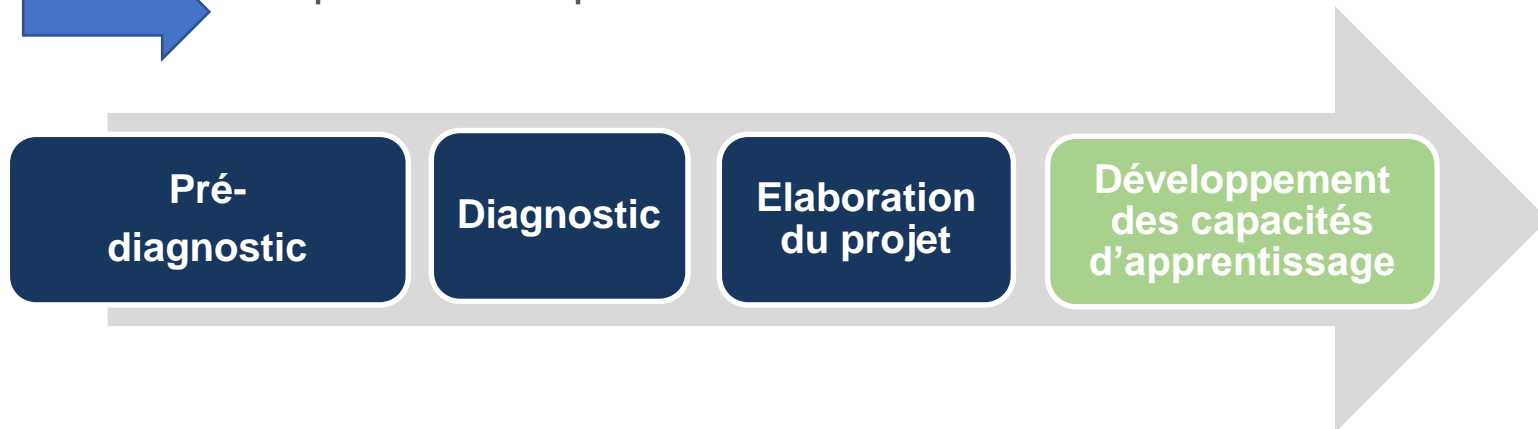 Pré-
diagnostic
Diagnostic
Elaboration
du projet
Développement
des capacités
d’apprentissage